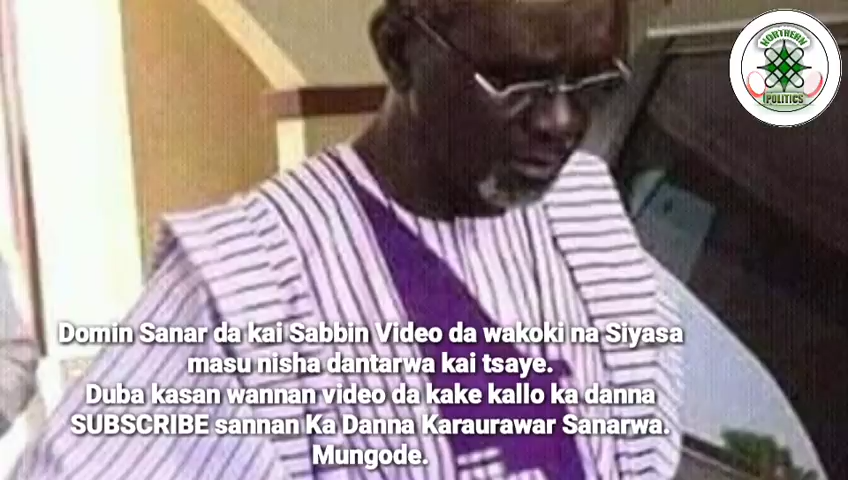 NORTHERN
POLITICS
Domin Sanar da kai Sabbin Video da wakoki na Siyasa
masu nisha dantarwa kai tsaye.
Duba kasan wannan video da kake kallo ka danna
SUBSCRIBE sannan Ka Danna Karaurawar Sanarwa.
Mungode.